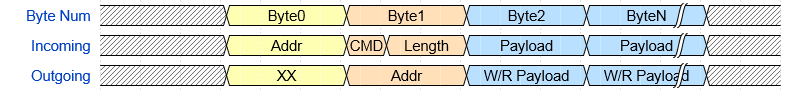 Byte Num Byte0 Byte1 Byte2 ByteN
Incoming Addr CMD Length Payload Payload
Outgoing XX Addr W/R Payload W/R Payload